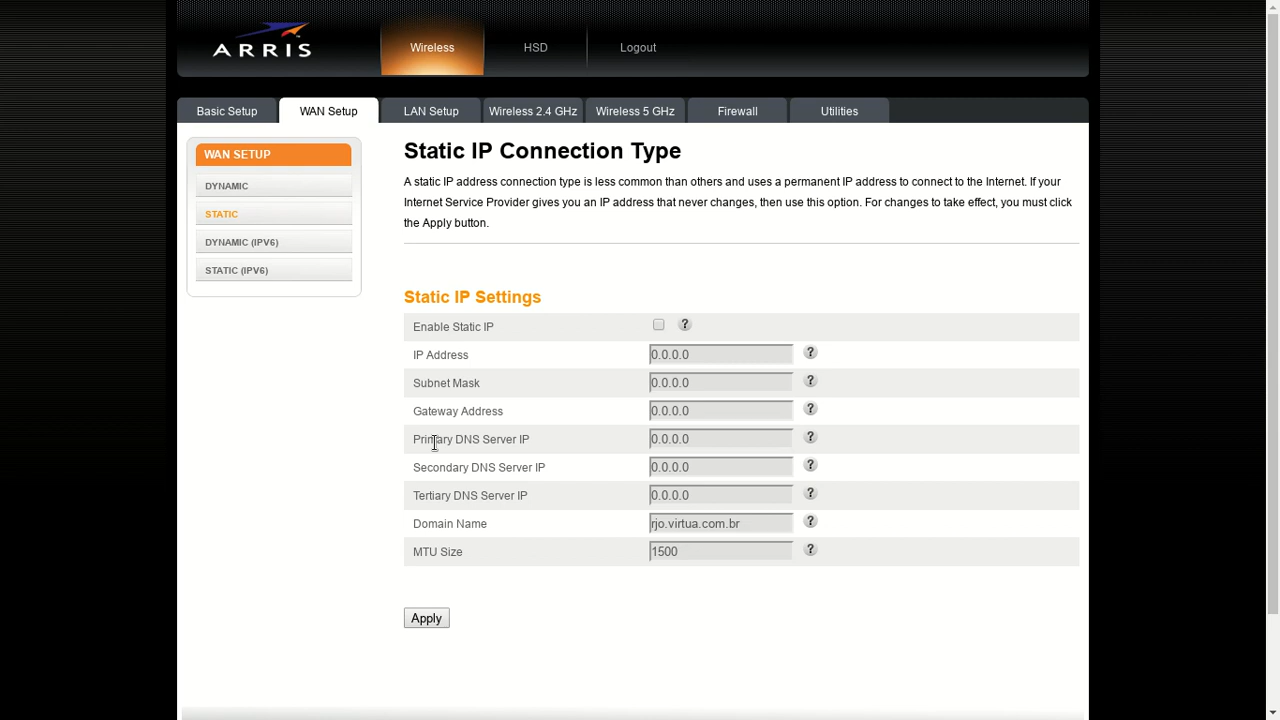 ARRIS
Wireless
HSD
Logout
Basic Setup
WAN Setup
LAN Setup
Wireless 2.4 GHz
Wireless 5 GHz
Firewall
Utilities
WAN SETUP
DYNAMIC
STATIC
DYNAMIC (IPV6)
STATIC (IPV6)
Static IP Connection Type
A static IP address connection type is less common than others and uses a permanent IP address to connect to the Internet. If your
Internet Service Provider gives you an IP address that never changes, then use this option. For changes to take effect, you must click
the Apply button.
Static IP Settings
Enable Static IP ?
IP Address 0.0.0.0 ?
Subnet Mask 0.0.0.0 ?
Gateway Address 0.0.0.0 ?
Primary DNS Server IP 0.0.0.0 ?
Secondary DNS Server IP 0.0.0.0 ?
Tertiary DNS Server IP 0.0.0.0 ?
Domain Name rjo.virtua.com.br ?
MTU Size 1500 ?
Apply